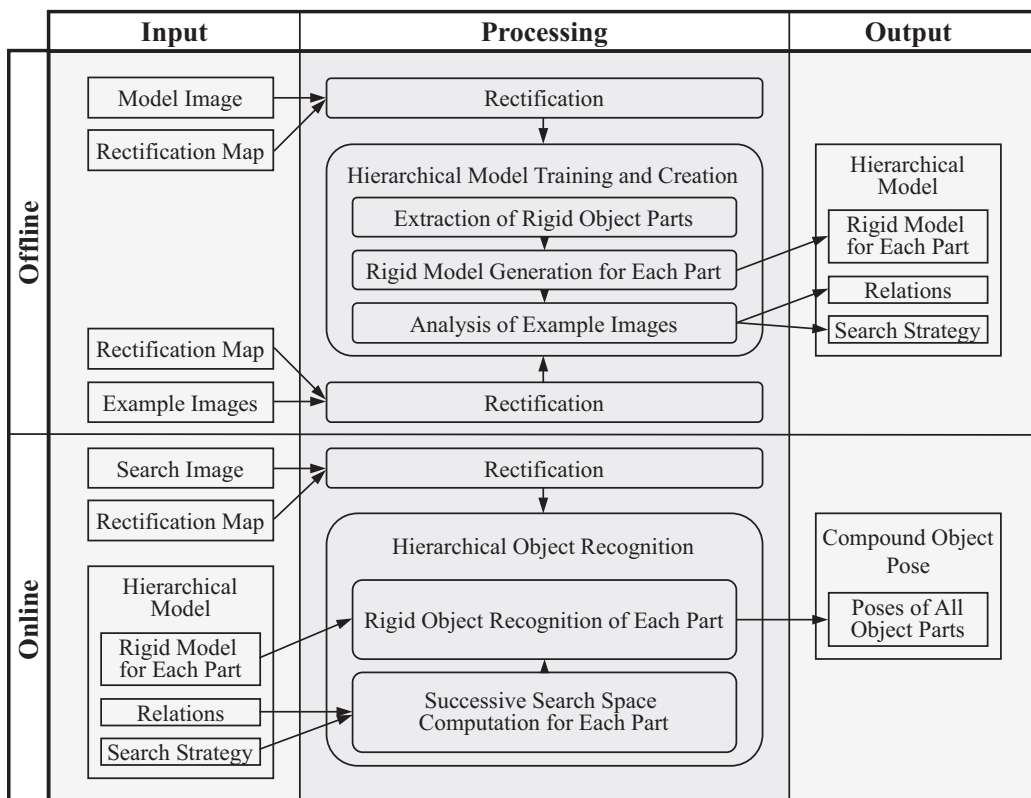 Input
Processing
Output
Offline
Model Image
Rectification Map
Rectification
Hierarchical Model Training and Creation
Extraction of Rigid Object Parts
Rigid Model Generation for Each Part
Analysis of Example Images
Hierarchical
Model
Rigid Model
for Each Part
Relations
Search Strategy
Rectification Map
Example Images
Rectification
Online
Search Image
Rectification Map
Rectification
Hierarchical
Model
Rigid Model
for Each Part
Relations
Search Strategy
Hierarchical Object Recognition
Rigid Object Recognition of Each Part
Successive Search Space
Computation for Each Part
Compound Object
Pose
Poses of All
Object Parts